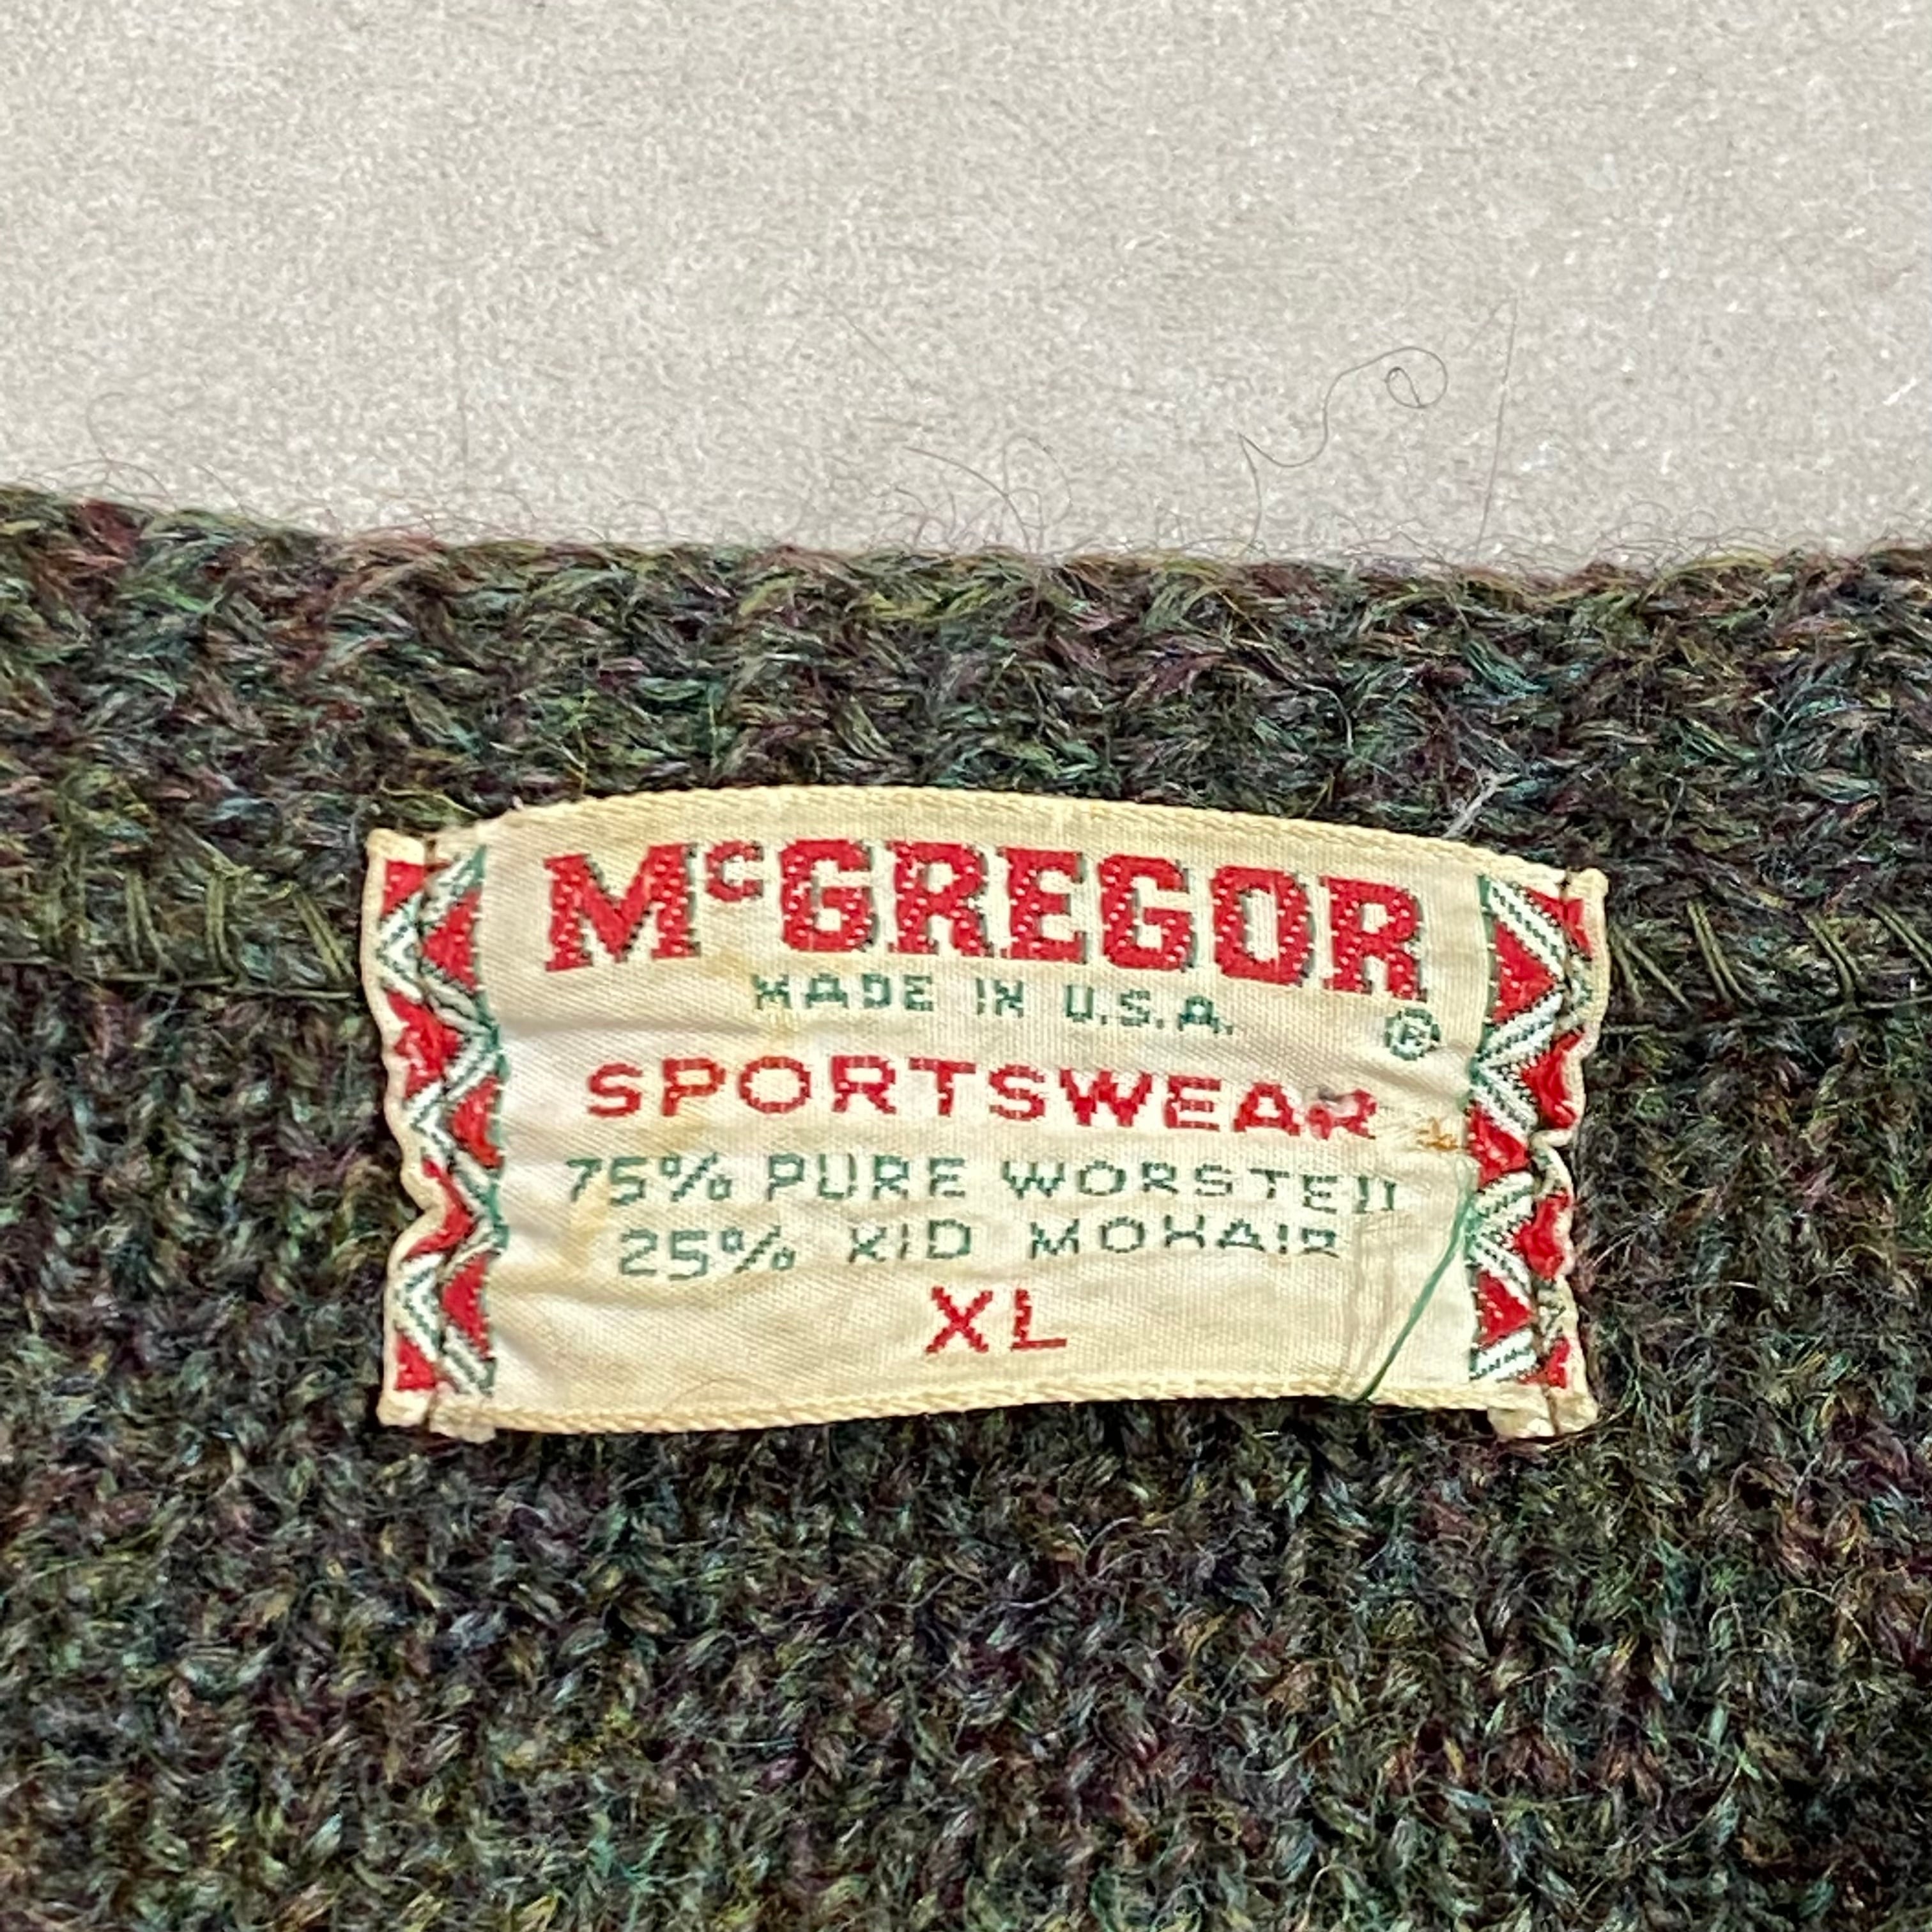 McGREGOR
MADE IN U.S.A.
®
SPORTSWEAR
75% PURE WORSTED
25% KID MOHAIR
XL